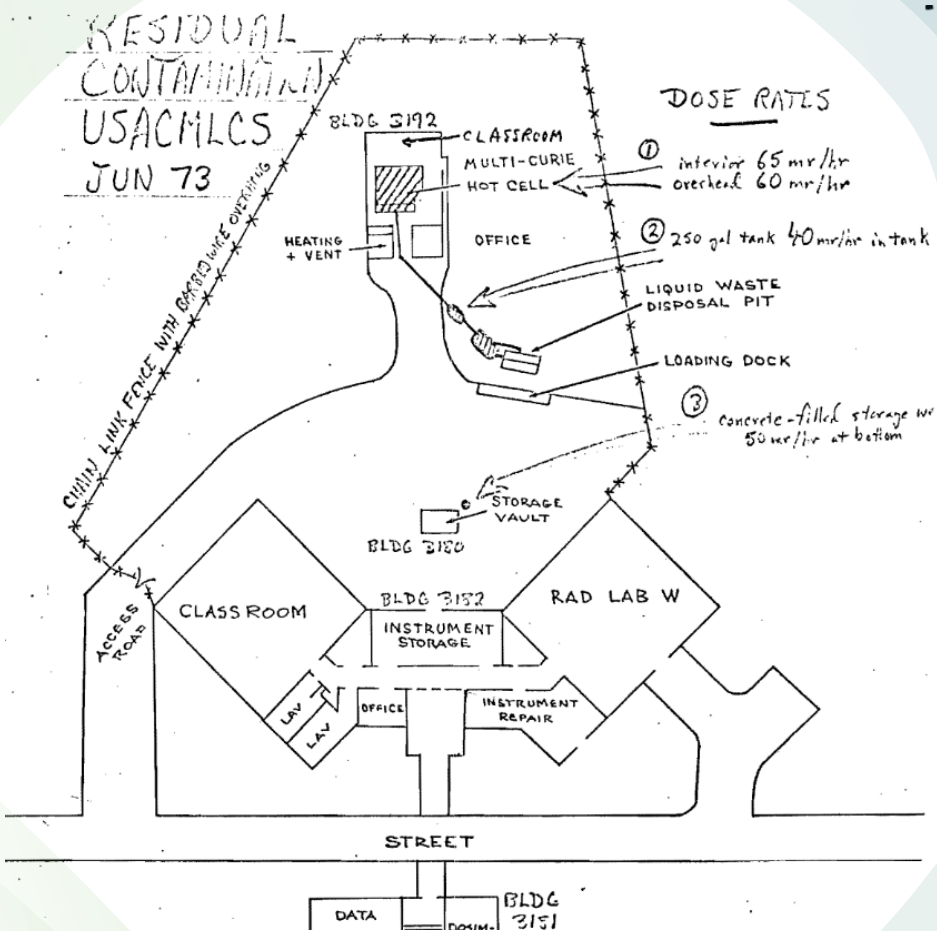 RESIDUAL
CONTAMINATION
USACMLCS
JUN 73
BLDG 3192
CLASSROOM
MULTI-CURIE
HOT CELL
HEATING
+ VENT
OFFICE
DOSE RATES
① interior 65 mr/hr
overhead 60 mr/hr
② 250 gal tank 40 mr/hr in tank
LIQUID WASTE
DISPOSAL PIT
LOADING DOCK
③ concrete-filled storage
50 mr/hr at bottom
CHAIN LINK FENCE WITH BARBED WIRE OVERHANG
STORAGE
VAULT
BLDG 3180
ACCESS
ROAD
CLASSROOM
BLDG 3182
INSTRUMENT
STORAGE
RAD LAB W
LAV
LAV
OFFICE
INSTRUMENT
REPAIR
STREET
BLDG
3181
DATA
DOSIM-